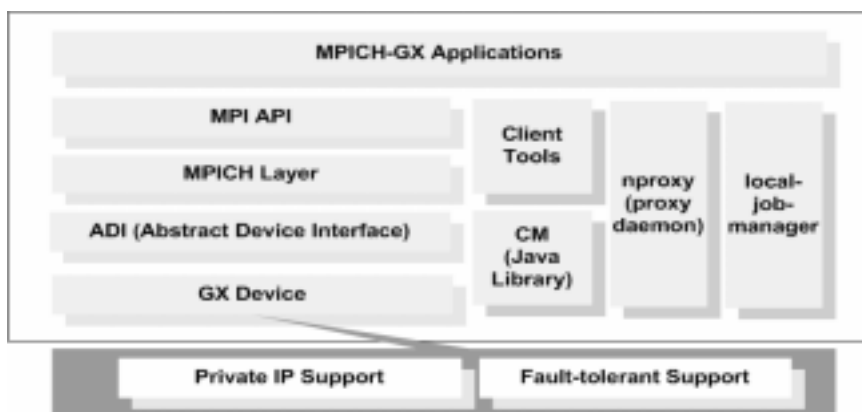 MPICH-GX Applications
MPI API
MPICH Layer
ADI (Abstract Device Interface)
GX Device
Client
Tools
CM
(Java
Library)
nproxy
(proxy
daemon)
local-
job-
manager
Private IP Support
Fault-tolerant Support